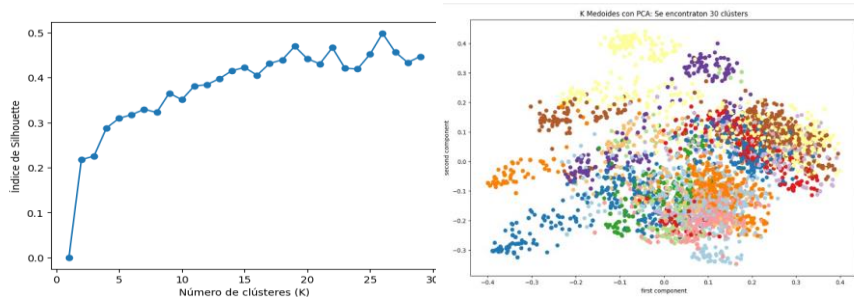 0.5
0.4
0.3
0.2
0.1
0.0
Índice de Silhouette
0 5 10 15 20 25 30
Número de clústeres (K)
K Medoides con PCA: Se encontraton 30 clústers
0.4
0.3
0.2
0.1
0.0
−0.1
−0.2
−0.3
second component
−0.4 −0.3 −0.2 −0.1 0.0 0.1 0.2 0.3 0.4
first component